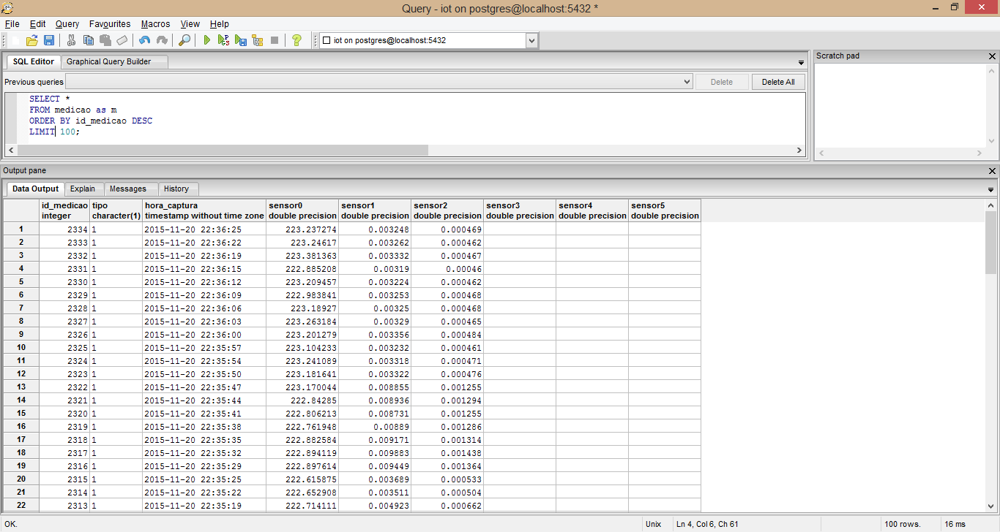 Query - iot on postgres@localhost:5432 *
File Edit Query Favourites Macros View Help
iot on postgres@localhost:5432
SQL Editor Graphical Query Builder
Previous queries Delete Delete All
SELECT *
FROM medicao as m
ORDER BY id_medicao DESC
LIMIT 100;
Scratch pad
Output pane
Data Output Explain Messages History
id_medicao tipo hora_captura sensor0 sensor1 sensor2 sensor3 sensor4 sensor5
integer character(1) timestamp without time zone double precision double precision double precision double precision double precision double precision
1 2334 1 2015-11-20 22:36:25 223.237274 0.003248 0.000469
2 2333 1 2015-11-20 22:36:22 223.24617 0.003262 0.000462
3 2332 1 2015-11-20 22:36:19 223.381363 0.003332 0.000467
4 2331 1 2015-11-20 22:36:15 222.885208 0.00319 0.00046
5 2330 1 2015-11-20 22:36:12 223.209457 0.003224 0.000462
6 2329 1 2015-11-20 22:36:09 222.983841 0.003253 0.000468
7 2328 1 2015-11-20 22:36:06 223.18927 0.00325 0.000468
8 2327 1 2015-11-20 22:36:03 223.263184 0.00329 0.000465
9 2326 1 2015-11-20 22:36:00 223.201279 0.003356 0.000484
10 2325 1 2015-11-20 22:35:57 223.104233 0.003232 0.000461
11 2324 1 2015-11-20 22:35:54 223.241089 0.003318 0.000471
12 2323 1 2015-11-20 22:35:50 223.181641 0.003322 0.000476
13 2322 1 2015-11-20 22:35:47 223.170044 0.008855 0.001255
14 2321 1 2015-11-20 22:35:44 222.84285 0.008936 0.001294
15 2320 1 2015-11-20 22:35:41 222.806213 0.008731 0.001255
16 2319 1 2015-11-20 22:35:38 222.761948 0.00889 0.001286
17 2318 1 2015-11-20 22:35:35 222.882584 0.009171 0.001314
18 2317 1 2015-11-20 22:35:32 222.894119 0.009883 0.001438
19 2316 1 2015-11-20 22:35:29 222.897614 0.009449 0.001364
20 2315 1 2015-11-20 22:35:25 222.615875 0.003689 0.000533
21 2314 1 2015-11-20 22:35:22 222.652908 0.003511 0.000504
22 2313 1 2015-11-20 22:35:19 222.714111 0.004923 0.000662
OK. Unix Ln 4, Col 6, Ch 61 100 rows. 16 ms